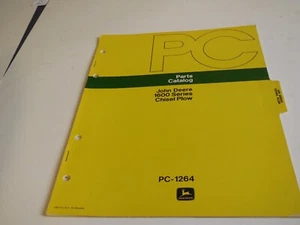 PC
Parts
Catalog
John Deere
1600 Series
Chisel Plow
PC-1264